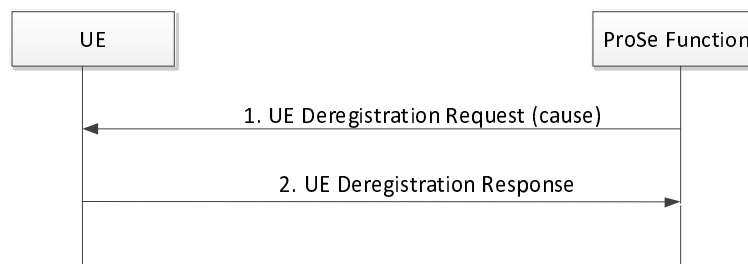 UE
ProSe Function
1. UE Deregistration Request (cause)
2. UE Deregistration Response